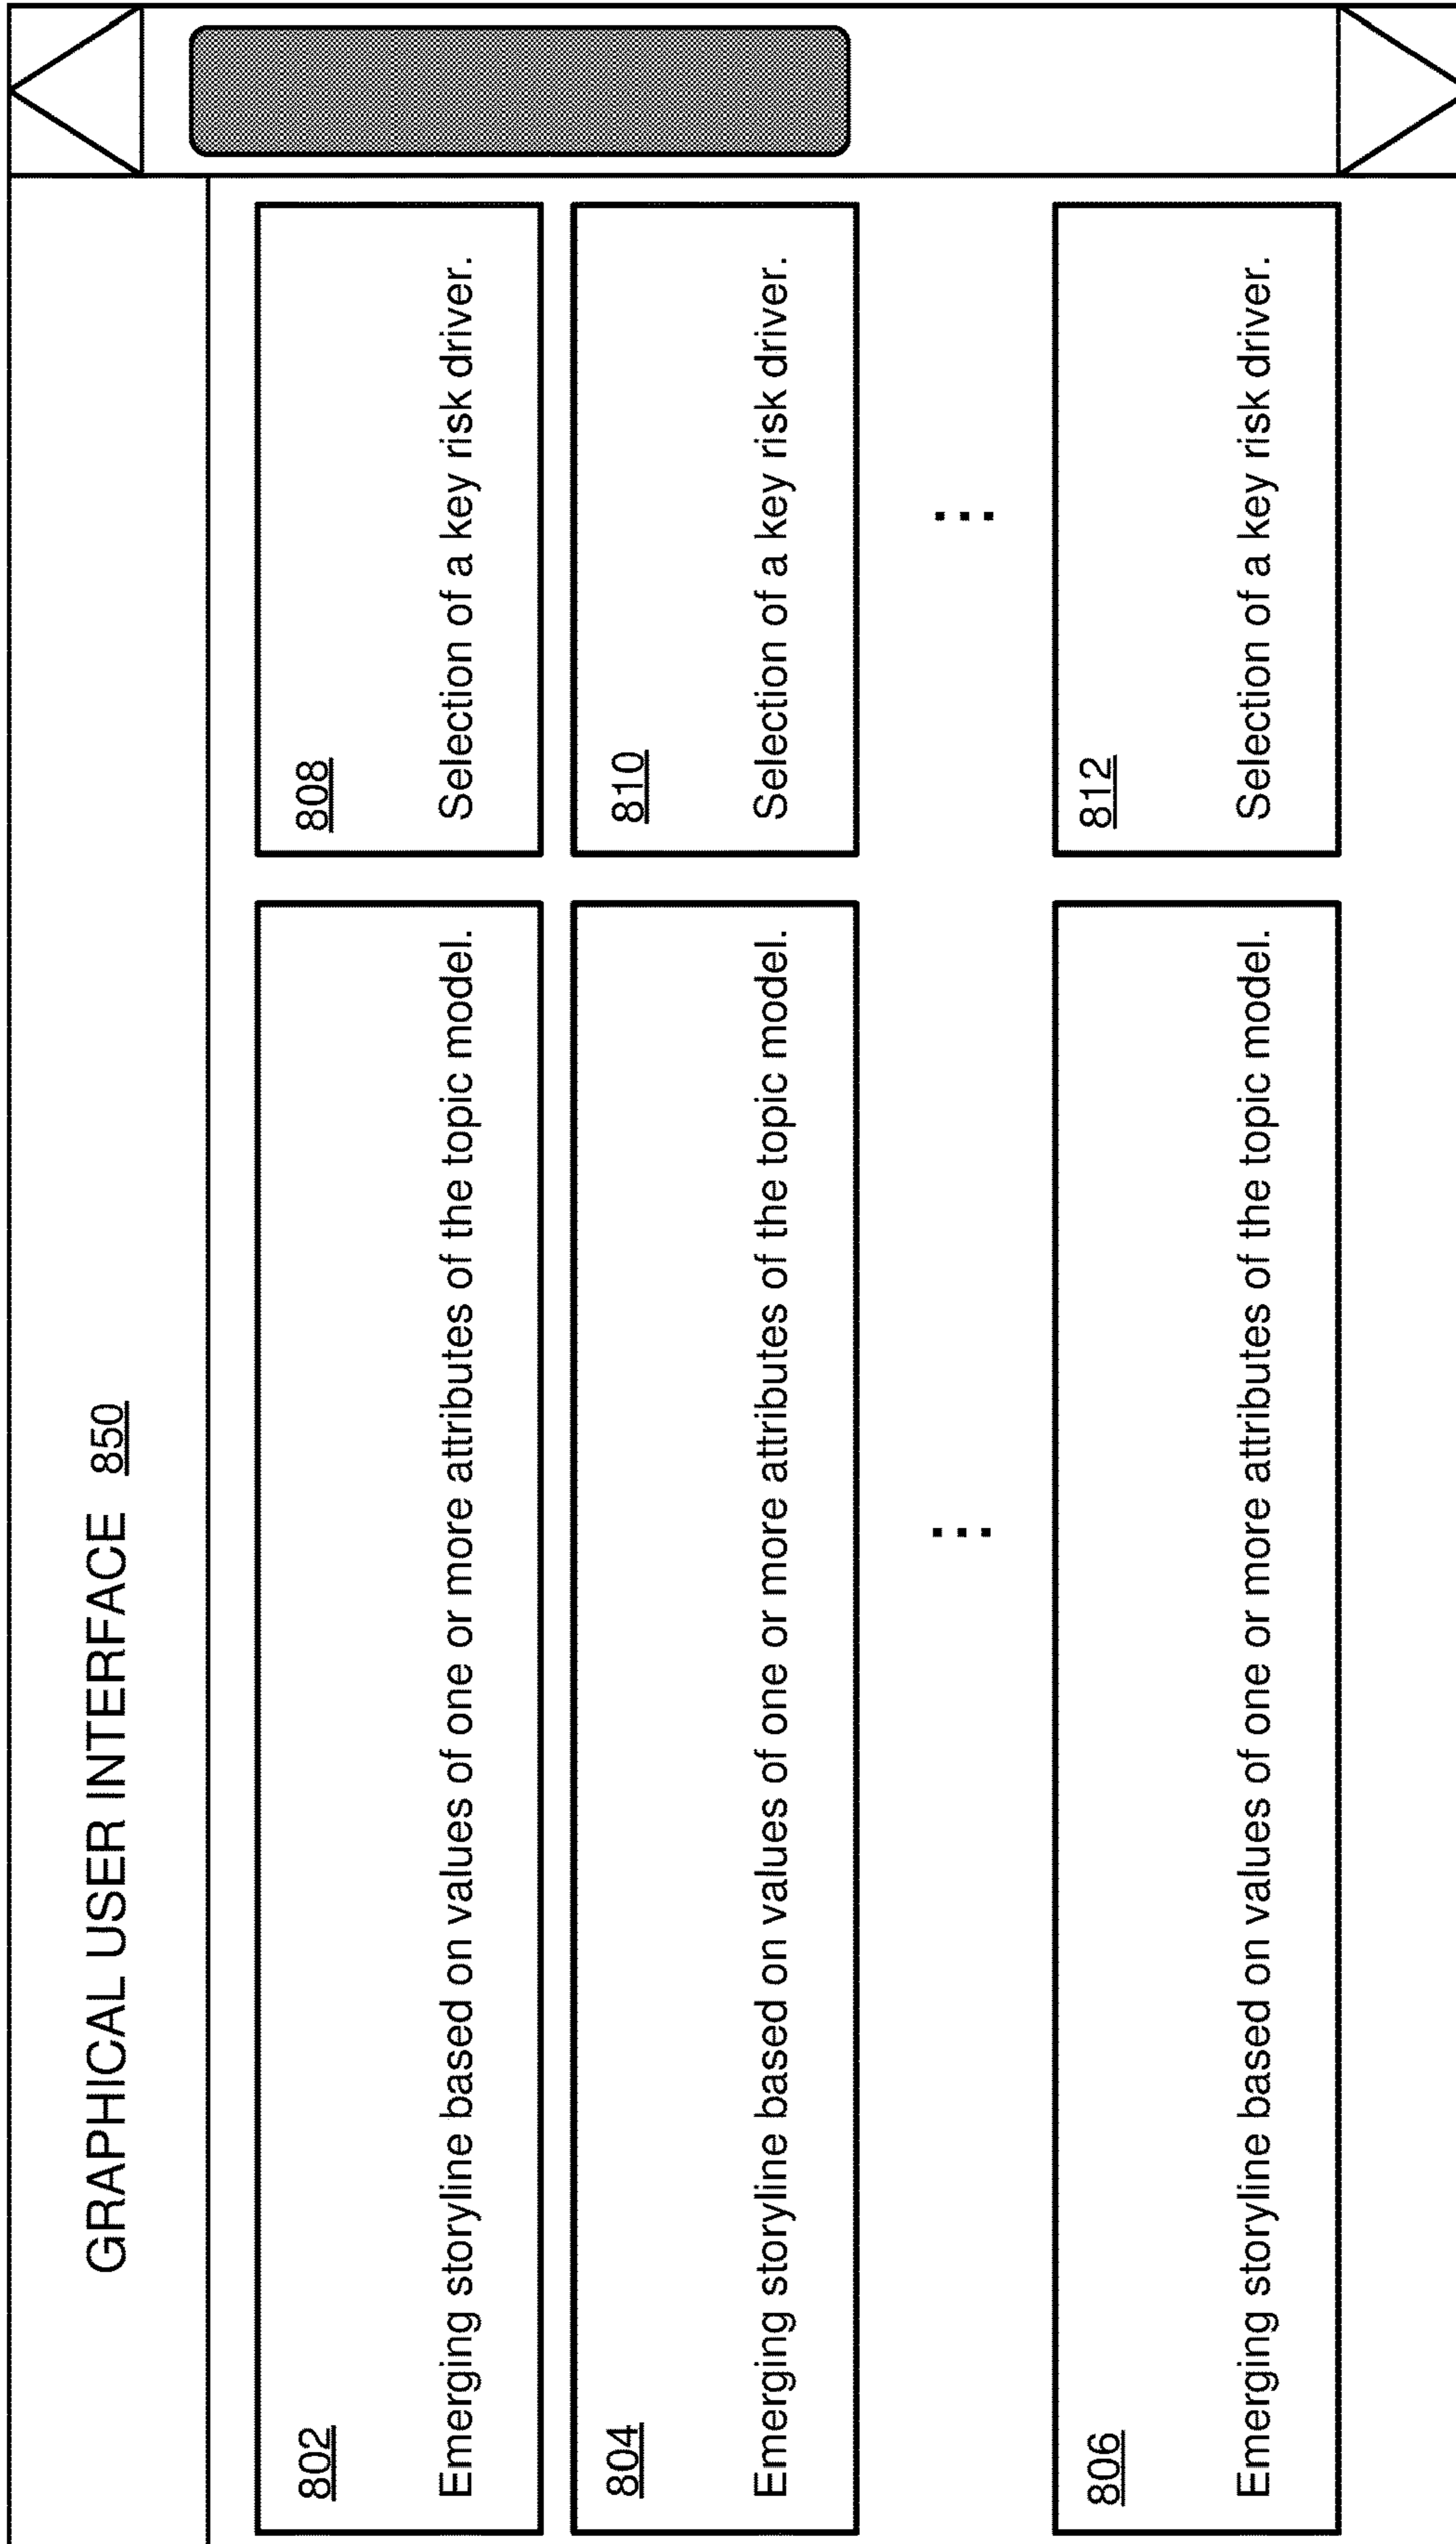 GRAPHICAL USER INTERFACE 850
802
Emerging storyline based on values of one or more attributes of the topic model.
808
Selection of a key risk driver.
804
Emerging storyline based on values of one or more attributes of the topic model.
810
Selection of a key risk driver.
...
...
806
Emerging storyline based on values of one or more attributes of the topic model.
812
Selection of a key risk driver.